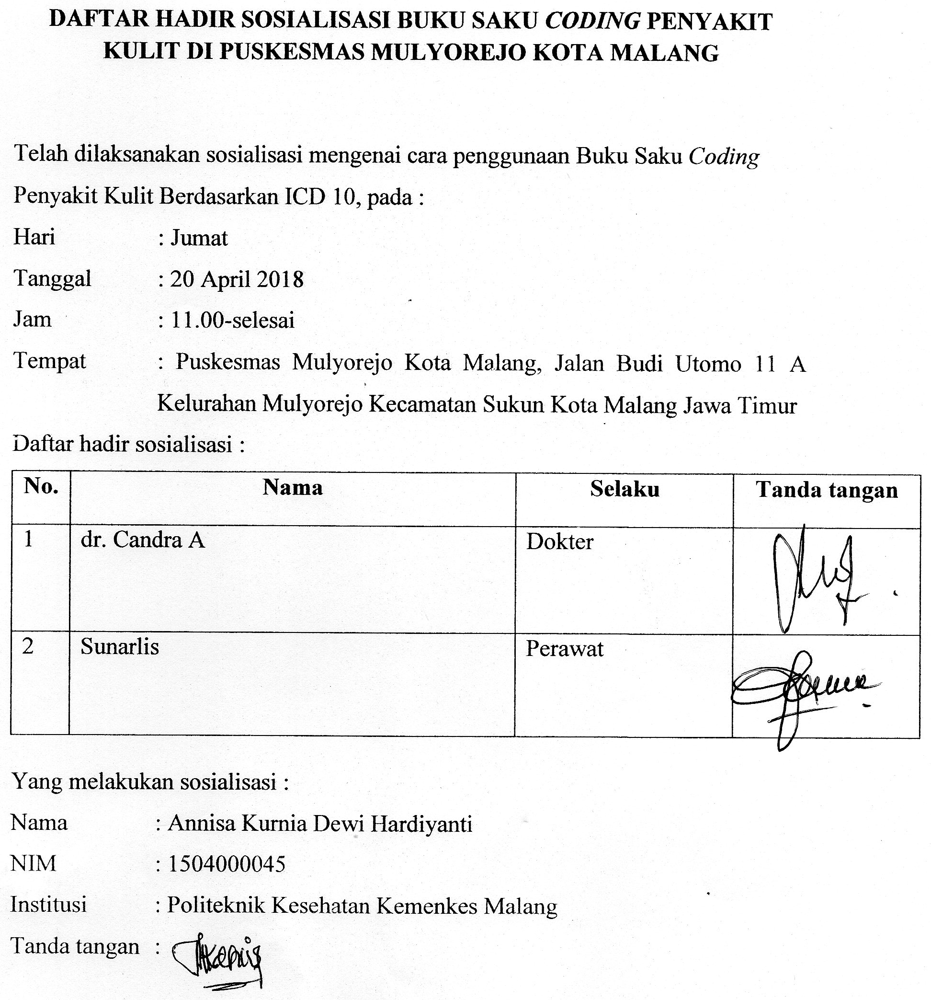 DAFTAR HADIR SOSIALISASI BUKU SAKU CODING PENYAKIT
KULIT DI PUSKESMAS MULYOREJO KOTA MALANG
Telah dilaksanakan sosialisasi mengenai cara penggunaan Buku Saku Coding
Penyakit Kulit Berdasarkan ICD 10, pada :
Hari : Jumat
Tanggal : 20 April 2018
Jam : 11.00-selesai
Tempat : Puskesmas Mulyorejo Kota Malang, Jalan Budi Utomo 11 A
Kelurahan Mulyorejo Kecamatan Sukun Kota Malang Jawa Timur
Daftar hadir sosialisasi :
No. Nama Selaku Tanda tangan
1 dr. Candra A Dokter
2 Sunarlis Perawat
Yang melakukan sosialisasi :
Nama : Annisa Kurnia Dewi Hardiyanti
NIM : 1504000045
Institusi : Politeknik Kesehatan Kemenkes Malang
Tanda tangan :